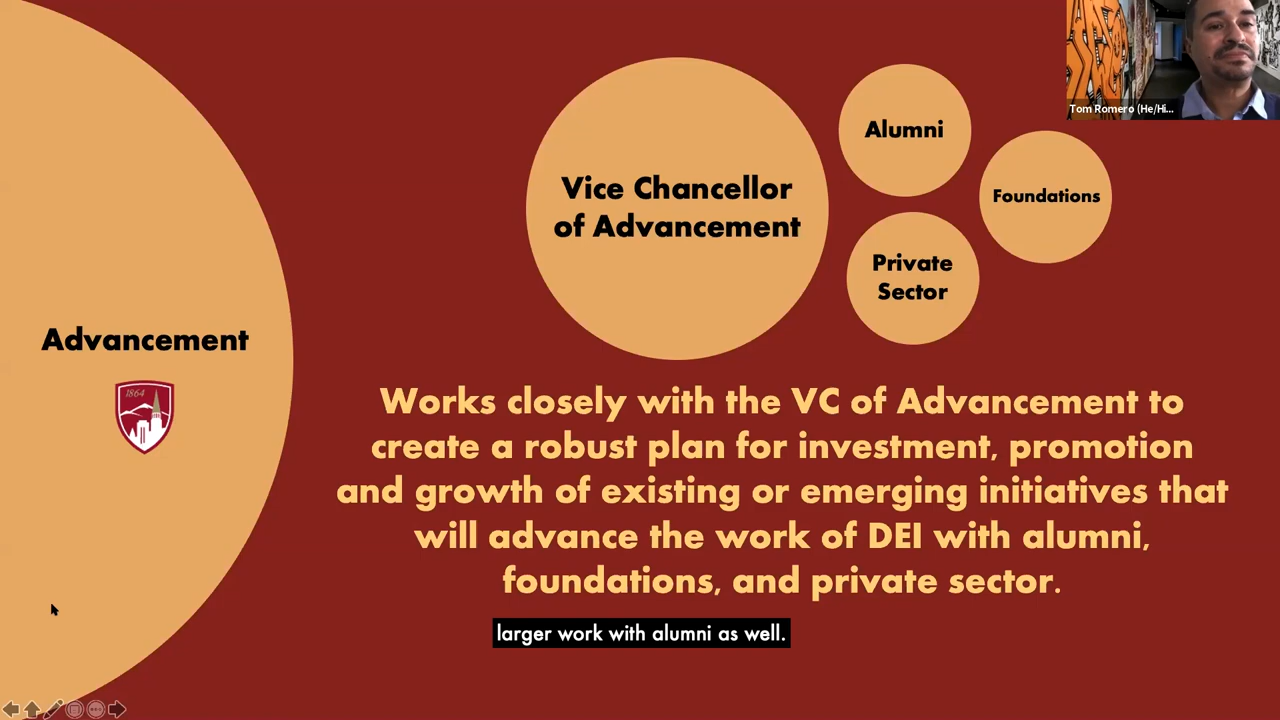 Advancement
1864
Vice Chancellor
of Advancement
Alumni
Foundations
Private
Sector
Tom Romero (He/Hi...
Works closely with the VC of Advancement to
create a robust plan for investment, promotion
and growth of existing or emerging initiatives that
will advance the work of DEI with alumni,
foundations, and private sector.
larger work with alumni as well.